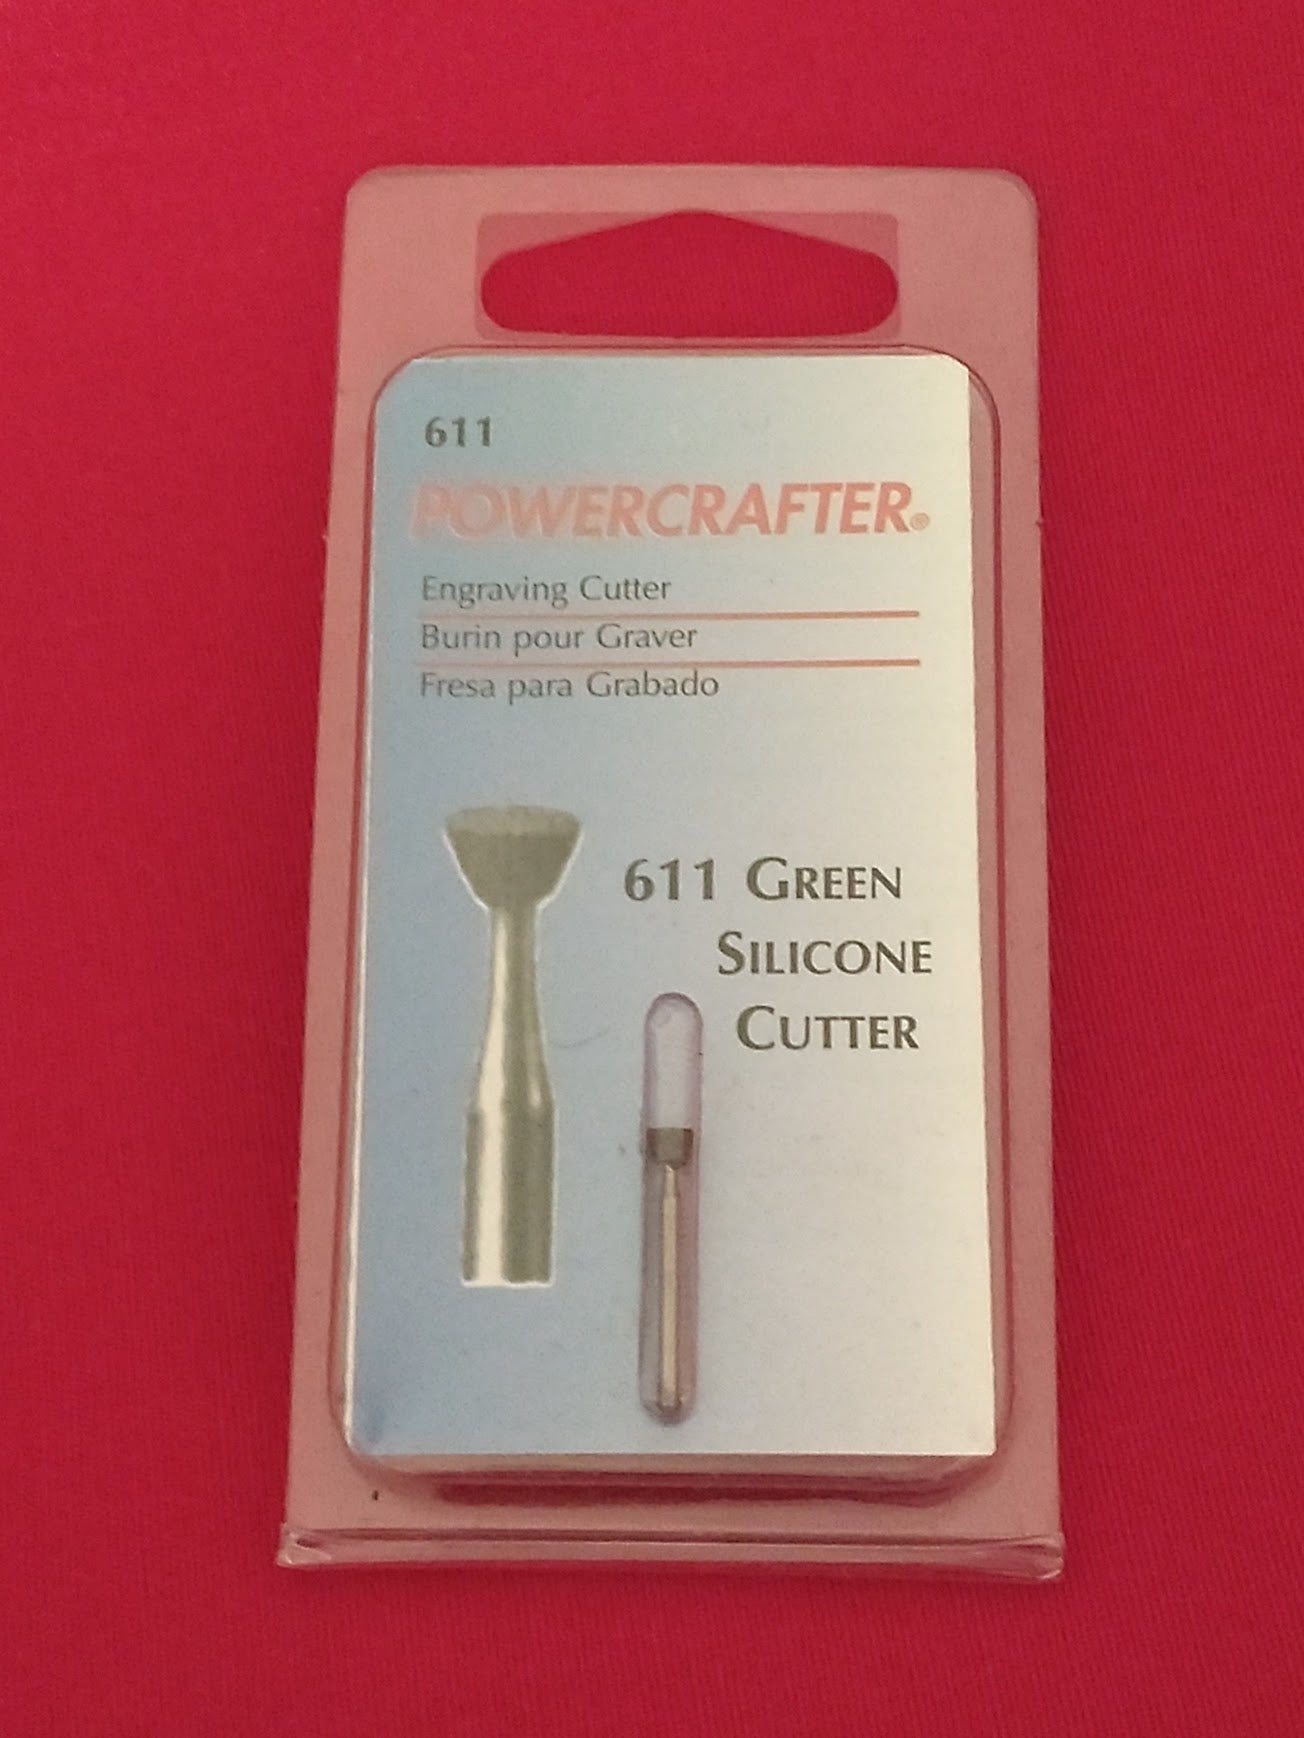 611
POWERCRAFTER®
Engraving Cutter
Burin pour Graver
Fresa para Grabado
611 GREEN
SILICONE
CUTTER